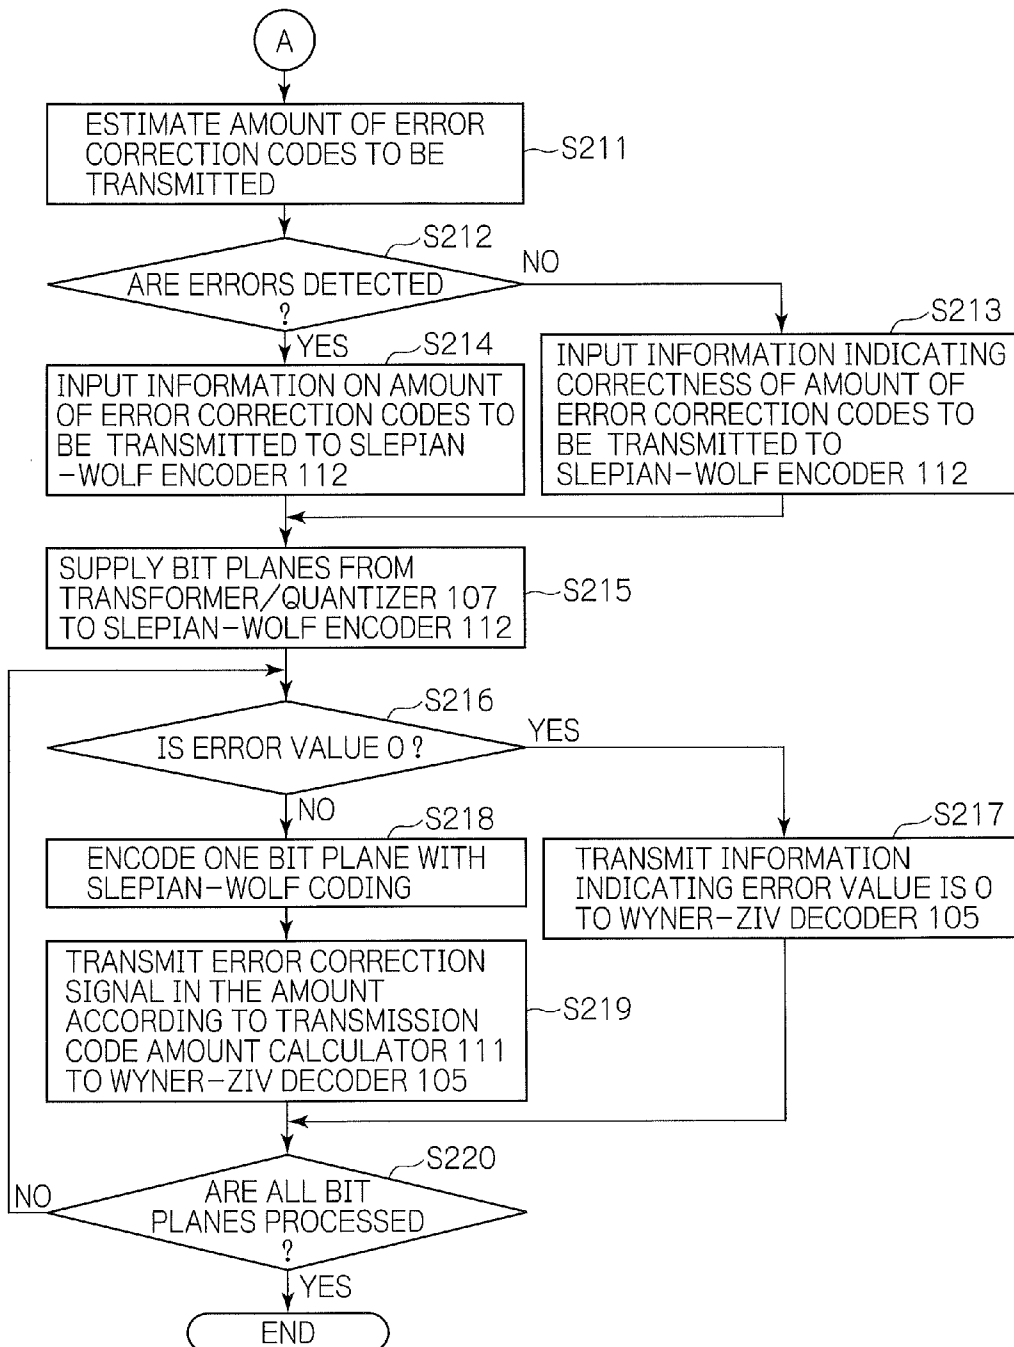 A
ESTIMATE AMOUNT OF ERROR
CORRECTION CODES TO BE
TRANSMITTED
S211
S212
ARE ERRORS DETECTED
?
NO
YES
S213
INPUT INFORMATION INDICATING
CORRECTNESS OF AMOUNT OF
ERROR CORRECTION CODES TO
BE TRANSMITTED TO
SLEPIAN-WOLF ENCODER 112
S214
INPUT INFORMATION ON AMOUNT
OF ERROR CORRECTION CODES TO
BE TRANSMITTED TO SLEPIAN
-WOLF ENCODER 112
SUPPLY BIT PLANES FROM
TRANSFORMER/QUANTIZER 107
TO SLEPIAN-WOLF ENCODER 112
S215
S216
IS ERROR VALUE 0 ?
YES
NO
S217
TRANSMIT INFORMATION
INDICATING ERROR VALUE IS 0
TO WYNER-ZIV DECODER 105
S218
ENCODE ONE BIT PLANE WITH
SLEPIAN-WOLF CODING
TRANSMIT ERROR CORRECTION
SIGNAL IN THE AMOUNT
ACCORDING TO TRANSMISSION
CODE AMOUNT CALCULATOR 111
TO WYNER-ZIV DECODER 105
S219
S220
ARE ALL BIT
PLANES PROCESSED
?
NO
YES
END